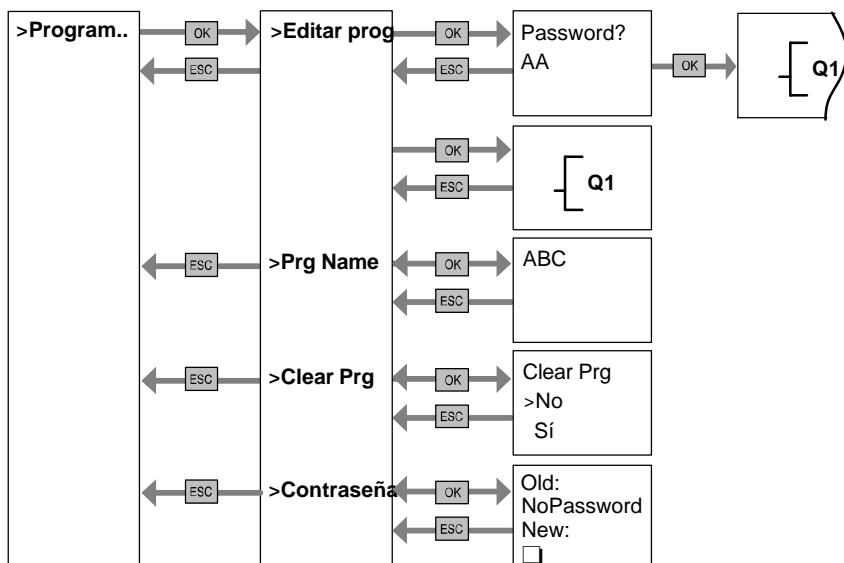 >Program..
OK
>Editar prog
OK
Password?
AA
OK
Q1
ESC
ESC
OK
ESC
Q1
ESC
>Prg Name
OK
ABC
ESC
ESC
>Clear Prg
OK
Clear Prg
>No
Sí
ESC
ESC
>Contraseña
OK
Old:
NoPassword
New:
ESC